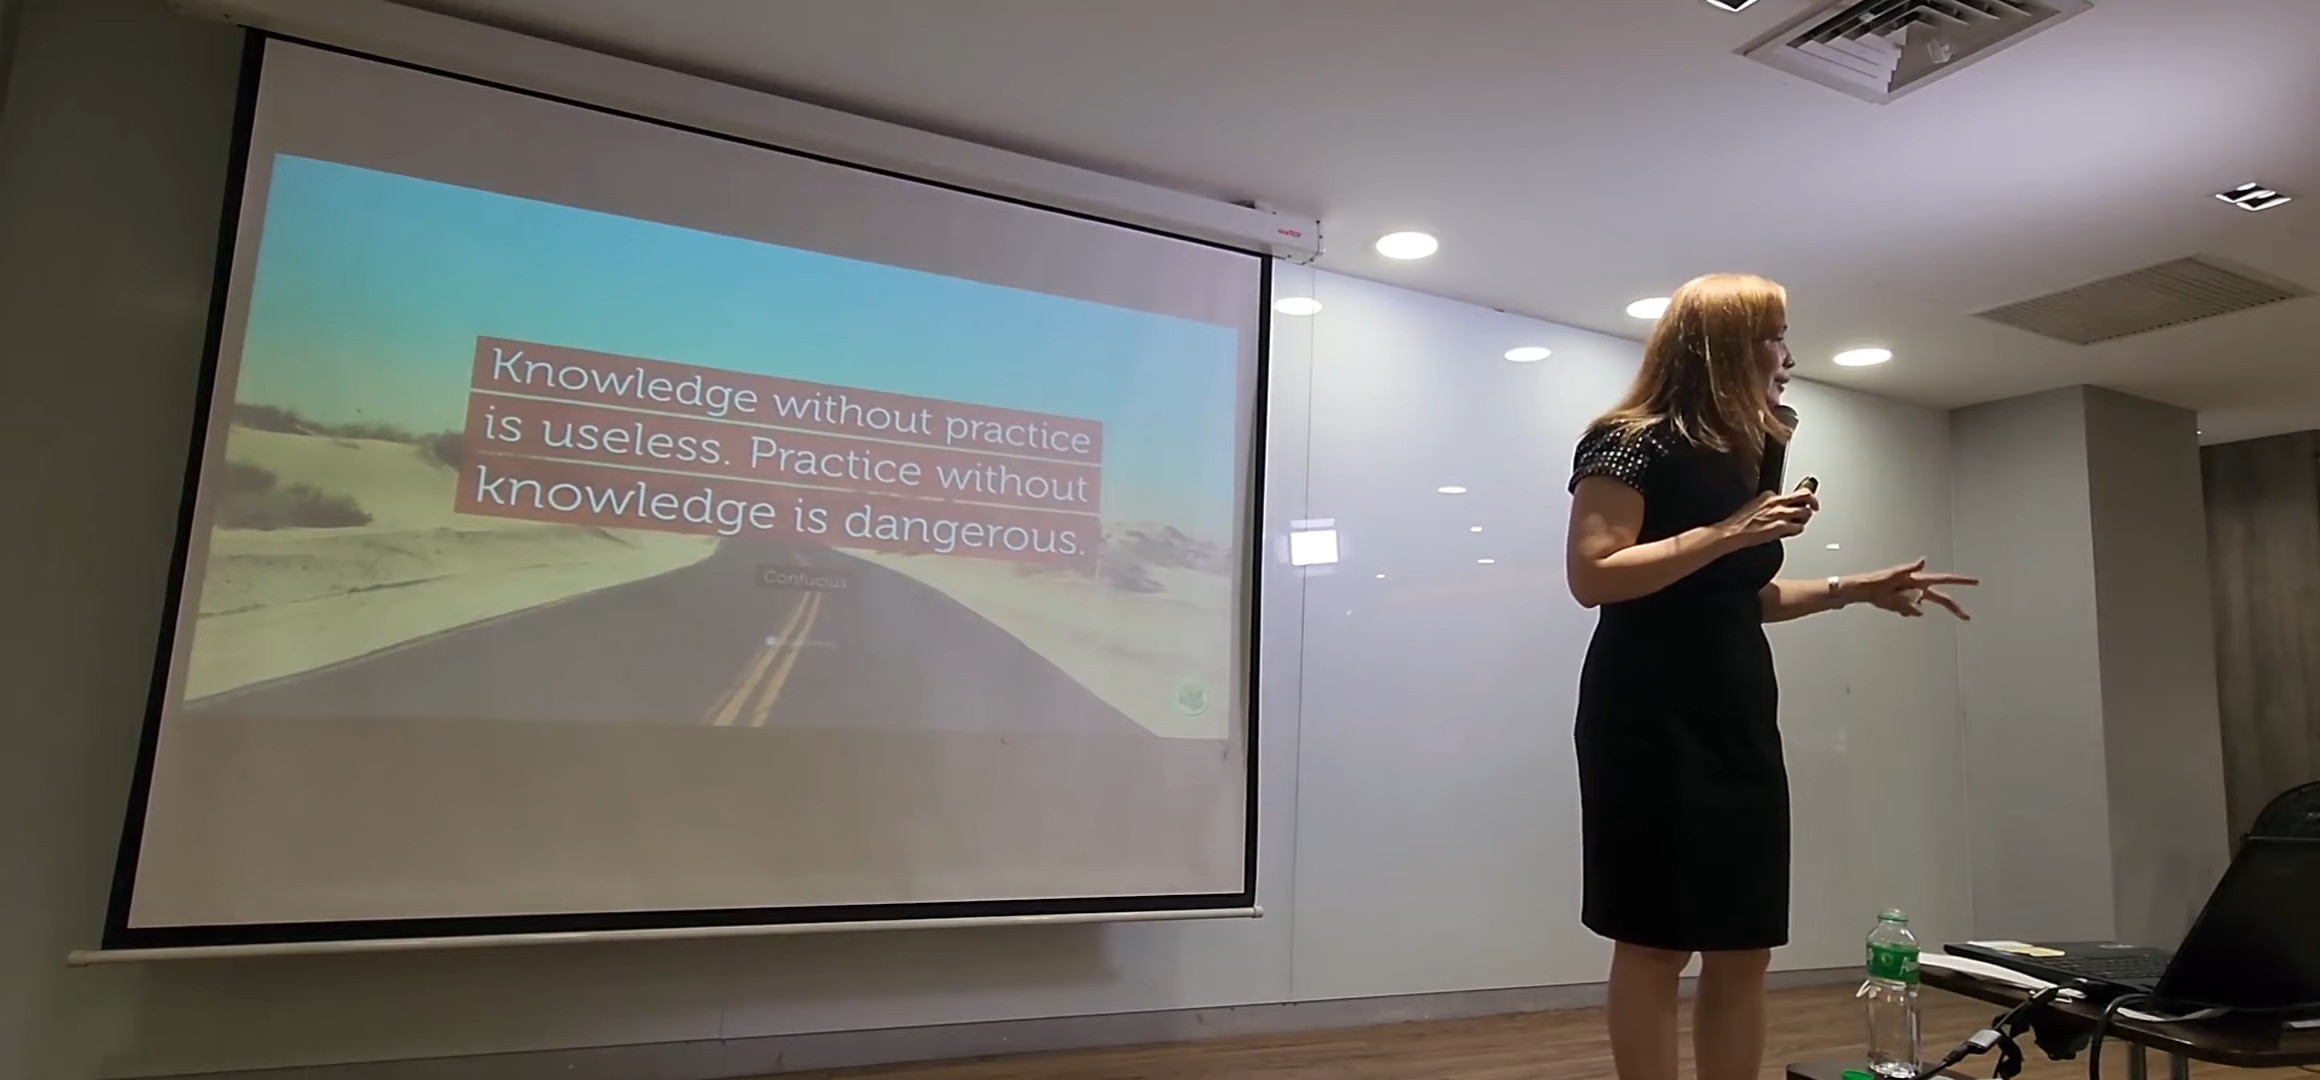 Knowledge without practice
is useless. Practice without
knowledge is dangerous.
Confucius